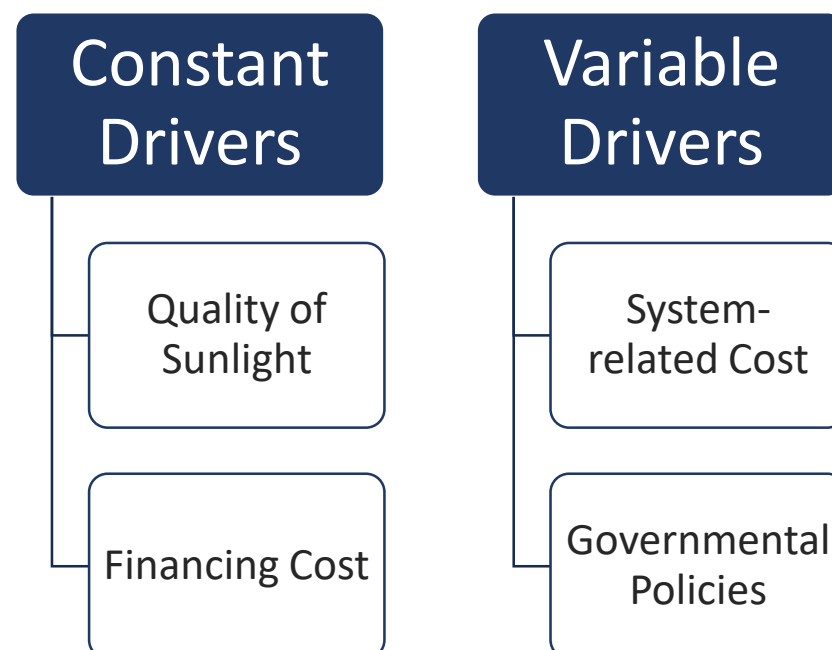 Constant
Drivers
Quality of
Sunlight
Financing Cost
Variable
Drivers
System-
related Cost
Governmental
Policies